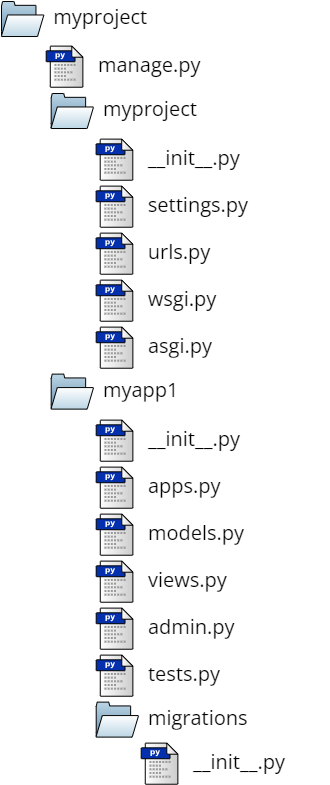 myproject
py manage.py
myproject
py __init__.py
py settings.py
py urls.py
py wsgi.py
py asgi.py
myapp1
py __init__.py
py apps.py
py models.py
py views.py
py admin.py
py tests.py
migrations
py __init__.py